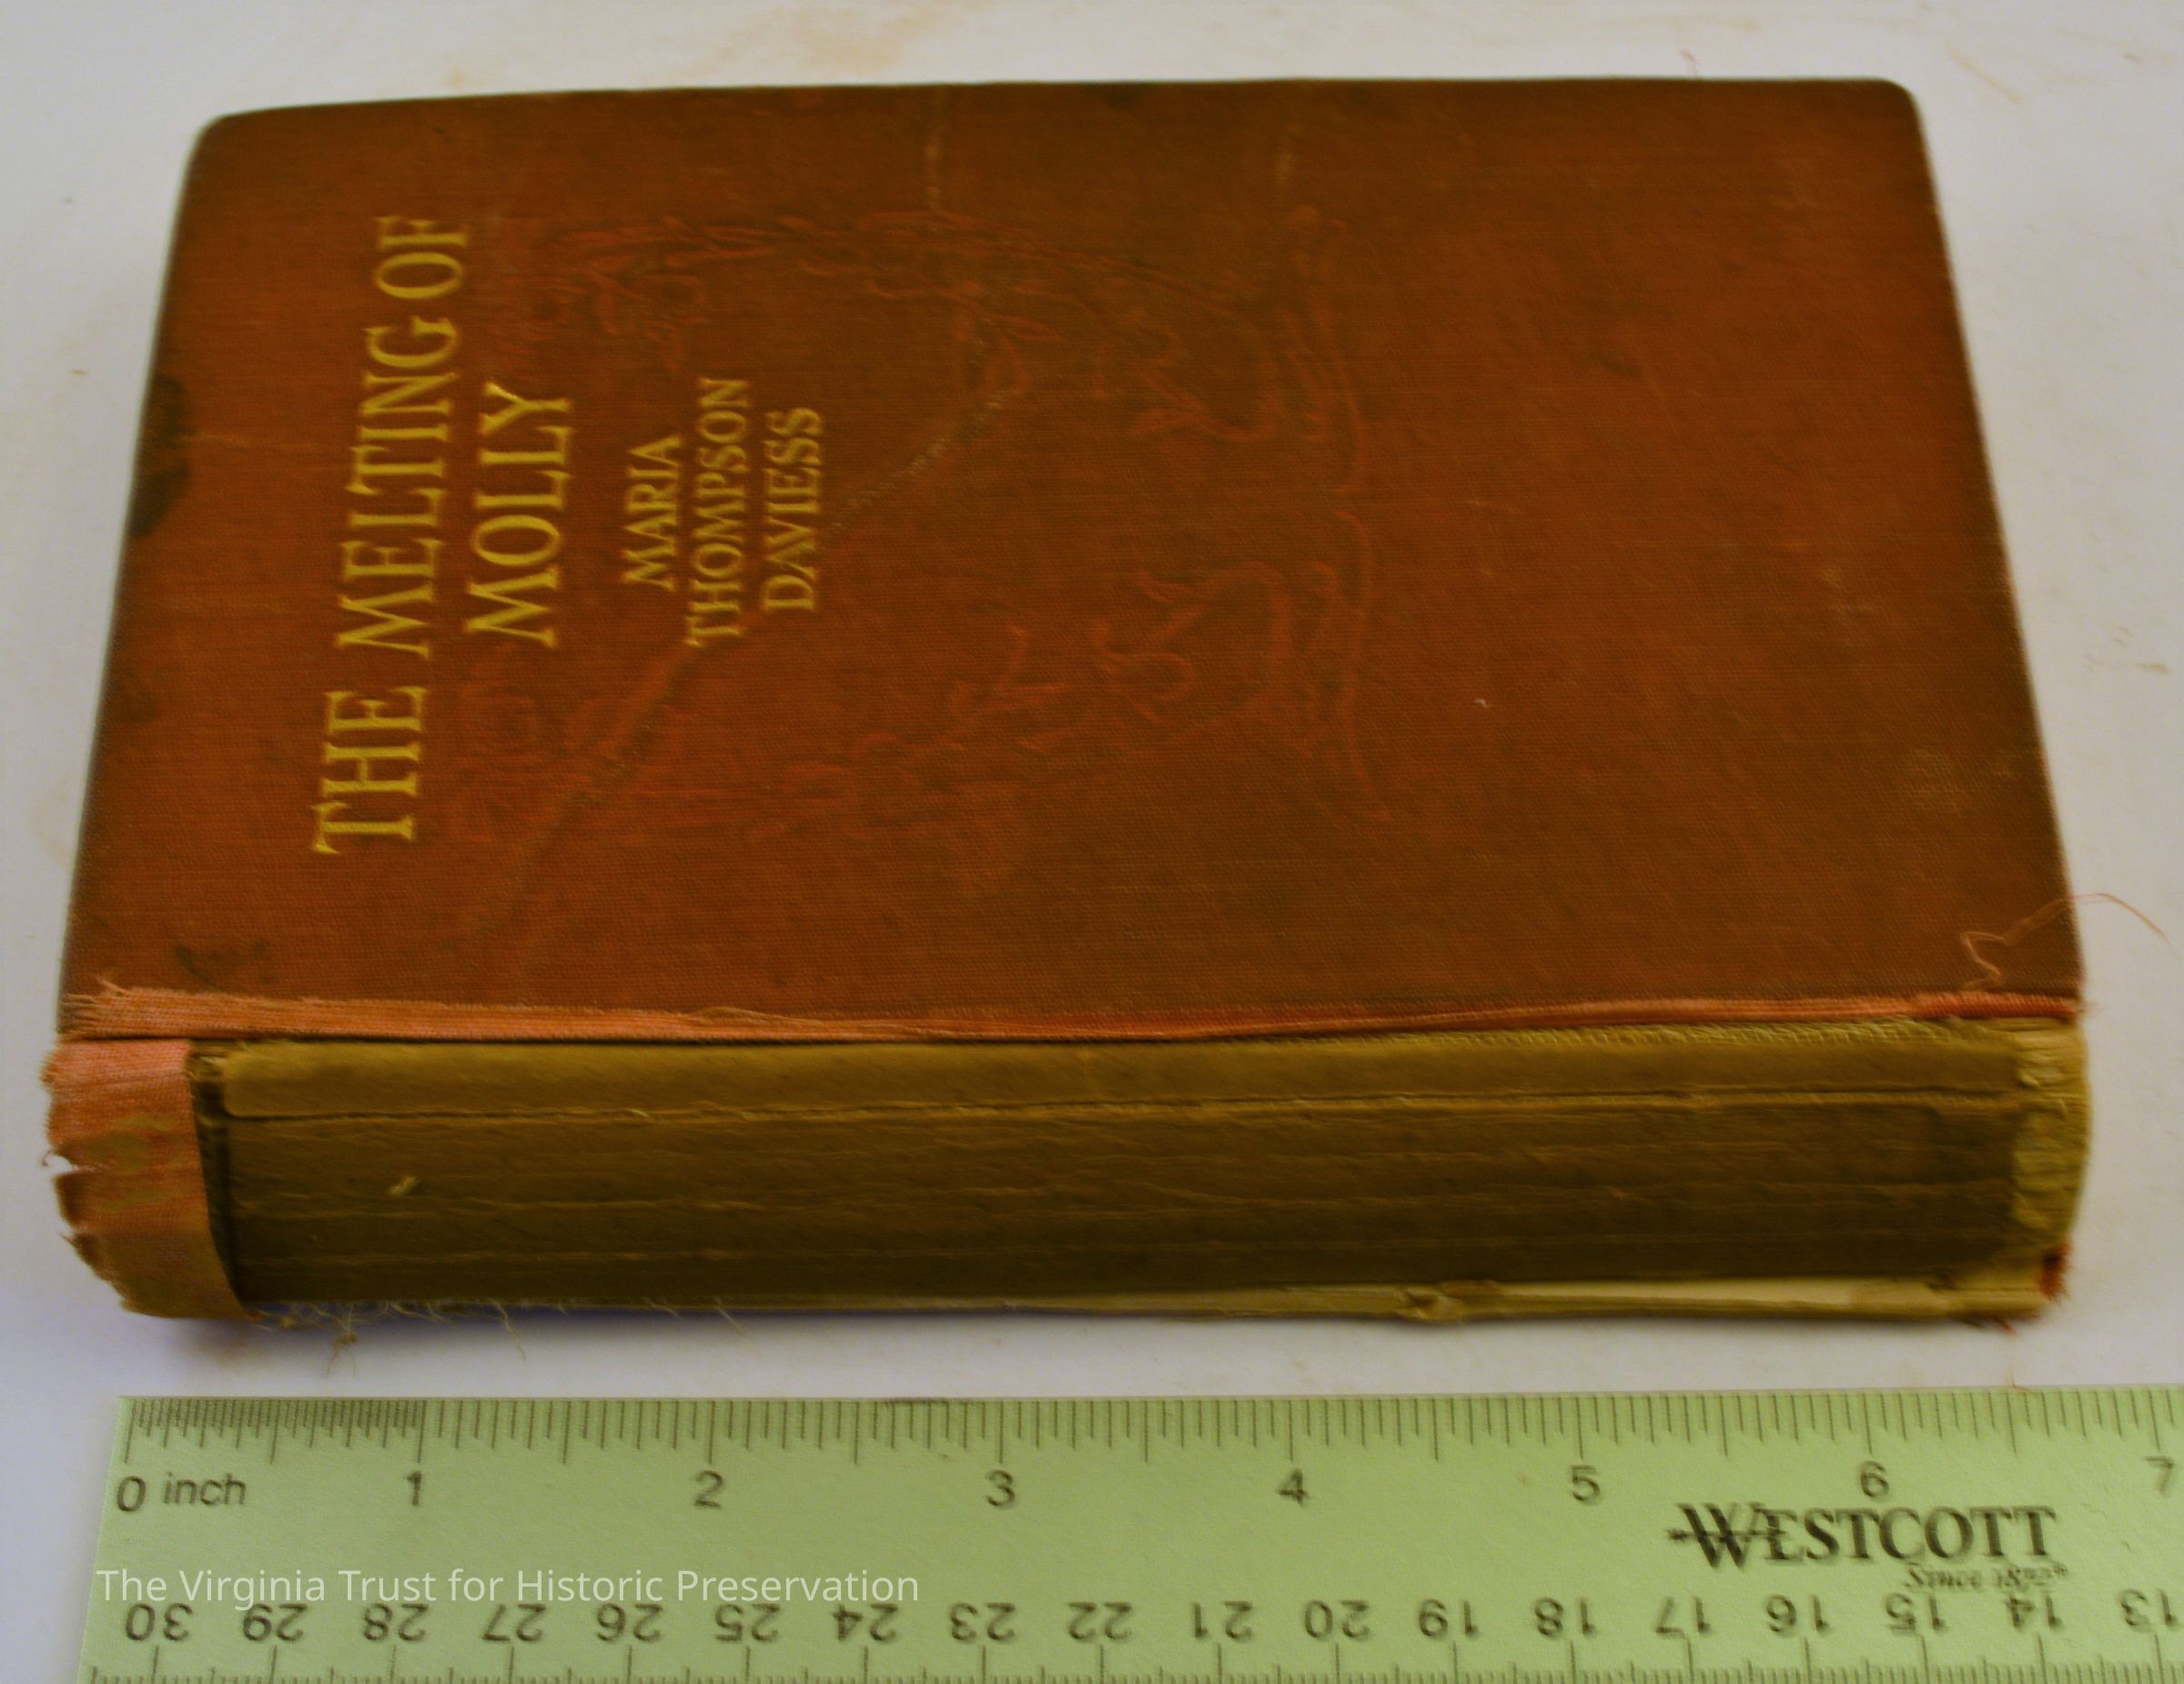 THE MELTING OF
MOLLY
MARIA
THOMPSON
DAVIESS
0 inch 1 2 3 4 5 6 7
WESTCOTT
Since 1872®
The Virginia Trust for Historic Preservation
30 29 28 27 26 25 24 23 22 21 20 19 18 17 16 15 14 13